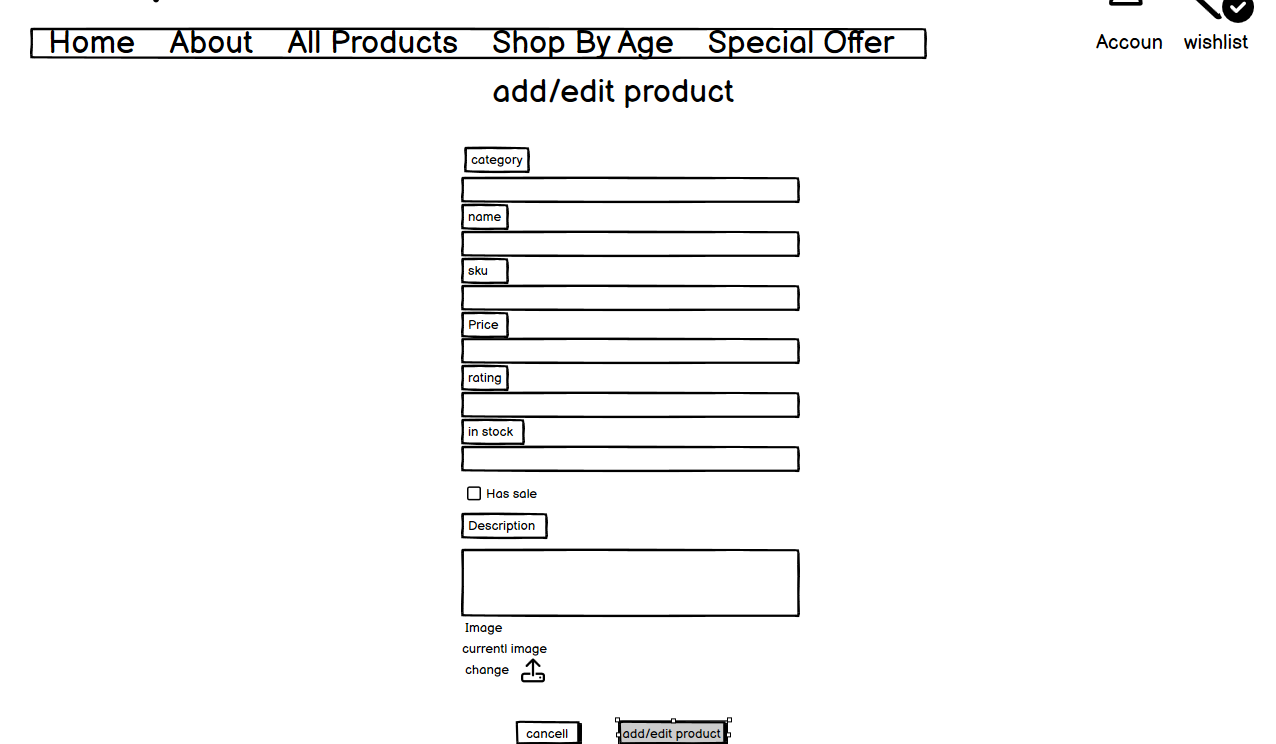 Home About All Products Shop By Age Special Offer Accoun wishlist
add/edit product
category
name
sku
Price
rating
in stock
Has sale
Description
Image
currentl image
change
cancell add/edit product